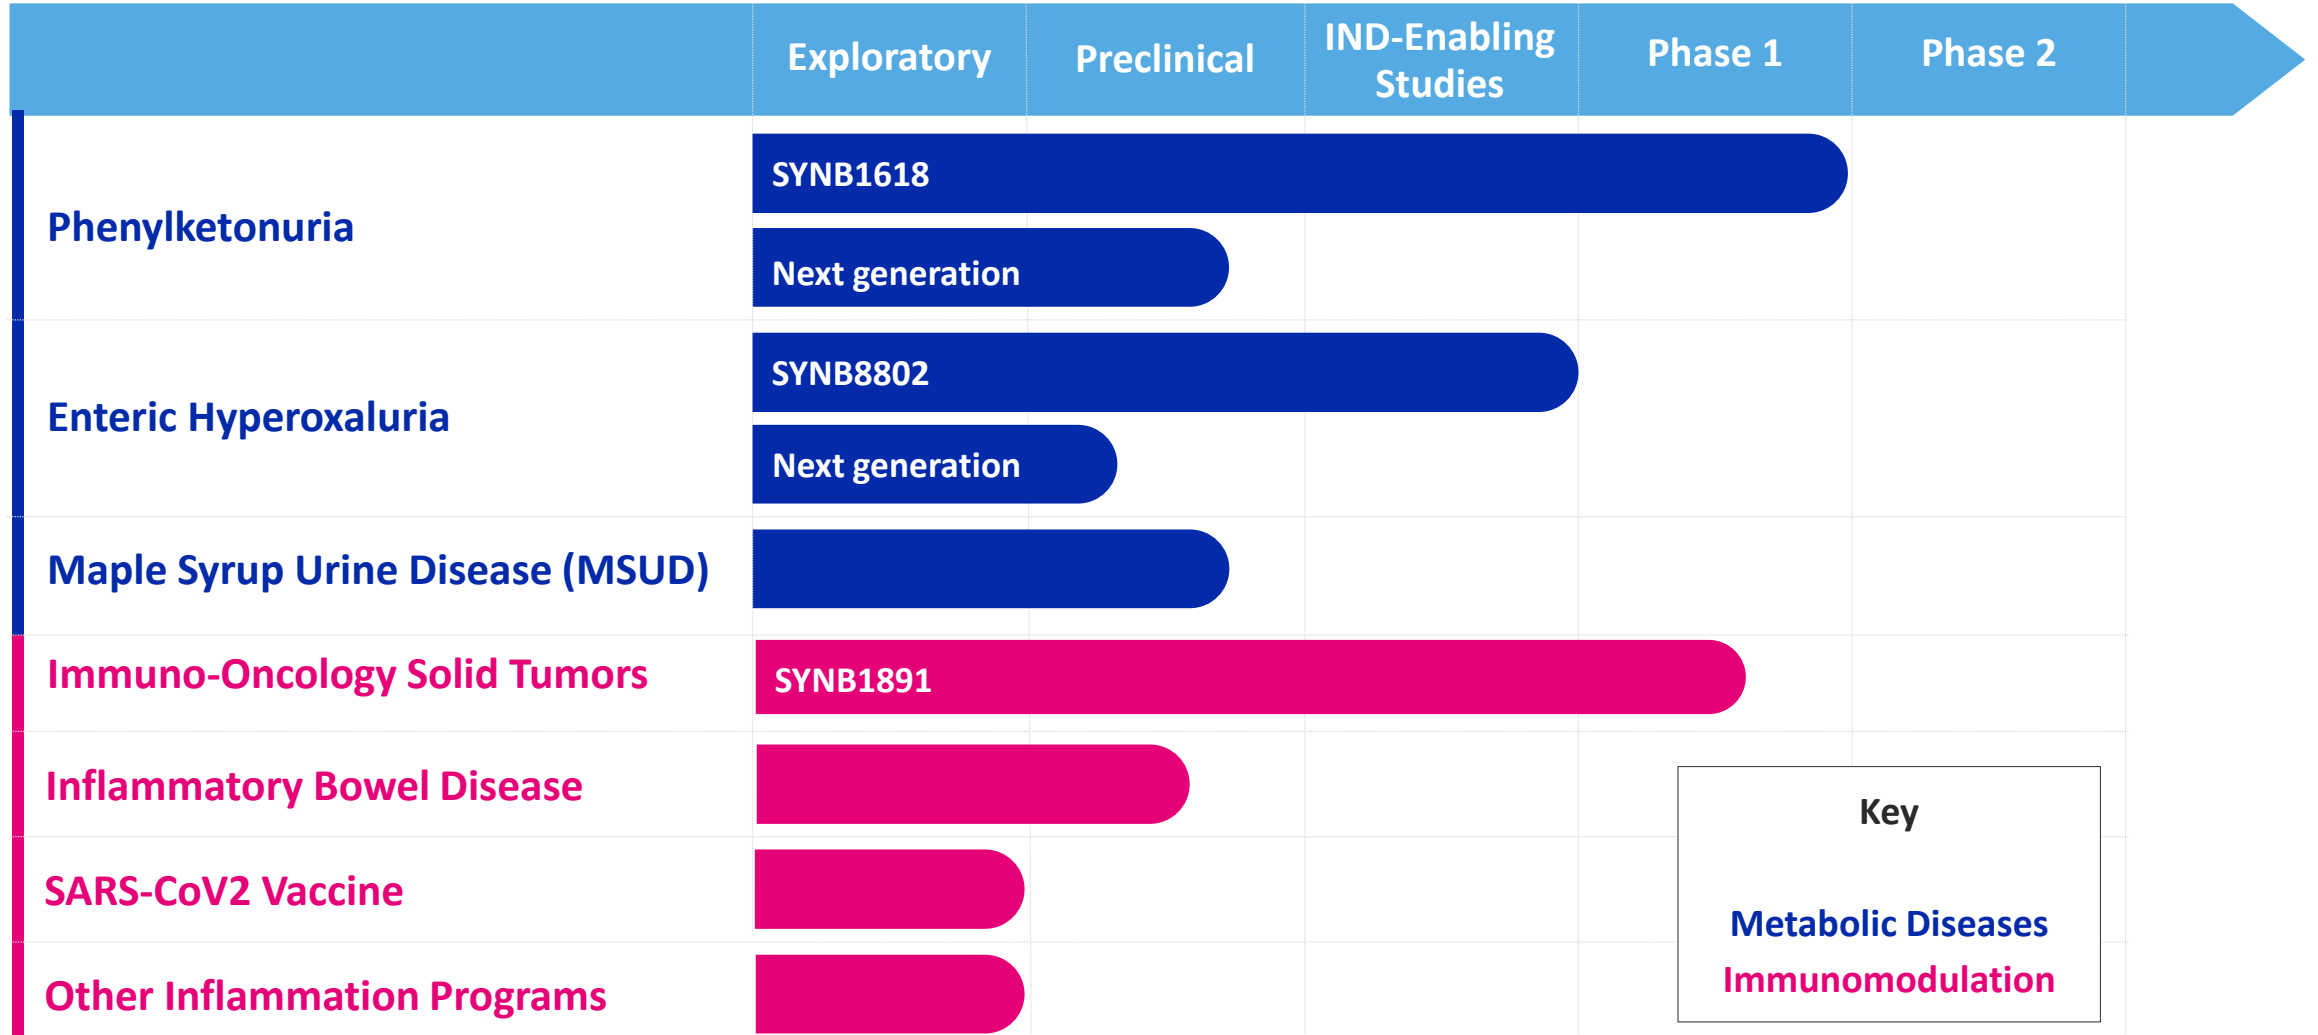 Exploratory
Preclinical
IND-Enabling
Studies
Phase 1
Phase 2
Phenylketonuria
SYNB1618
Next generation
Enteric Hyperoxaluria
SYNB8802
Next generation
Maple Syrup Urine Disease (MSUD)
Immuno-Oncology Solid Tumors
SYNB1891
Inflammatory Bowel Disease
SARS-CoV2 Vaccine
Other Inflammation Programs
Key
Metabolic Diseases
Immunomodulation